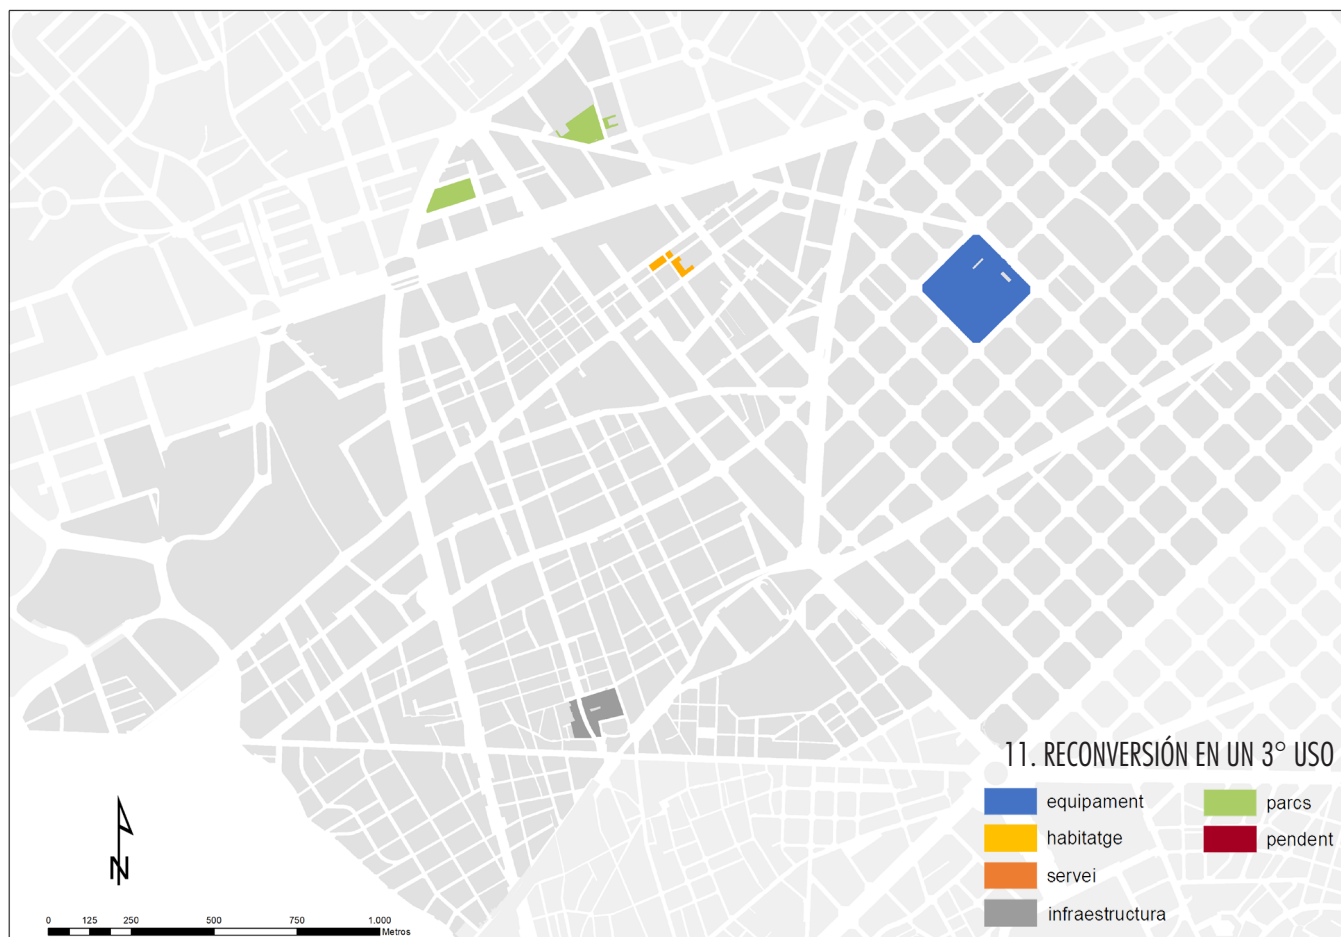 11. RECONVERSIÓN EN UN 3° USO
equipament
habitatge
servei
infraestructura
parcs
pendent
N
0 125 250 500 750 1.000
Metros